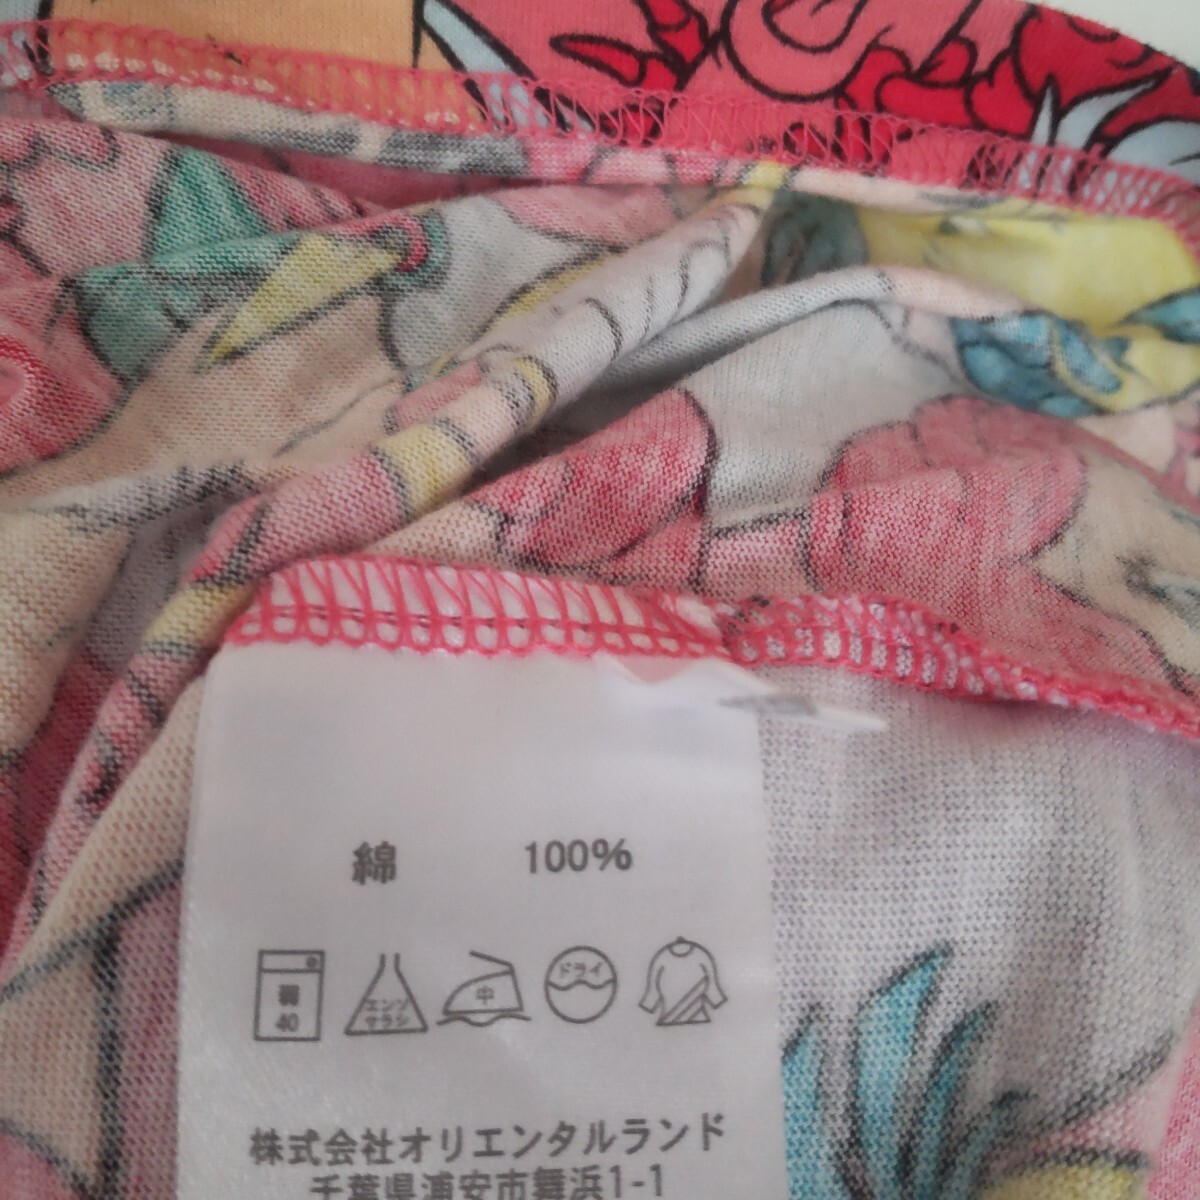 綿 100%
弱 40
エンソ サラシ
中
ドライ
株式会社オリエンタルランド
千葉県浦安市舞浜1-1